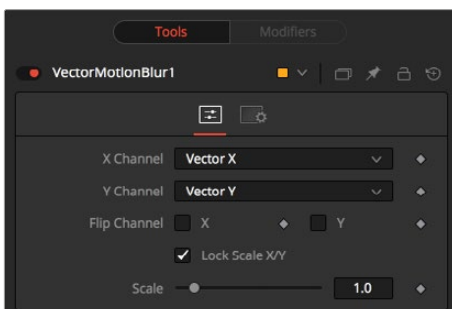 Tools Modifiers
VectorMotionBlur1
X Channel Vector X
Y Channel Vector Y
Flip Channel X Y
Lock Scale X/Y
Scale 1.0